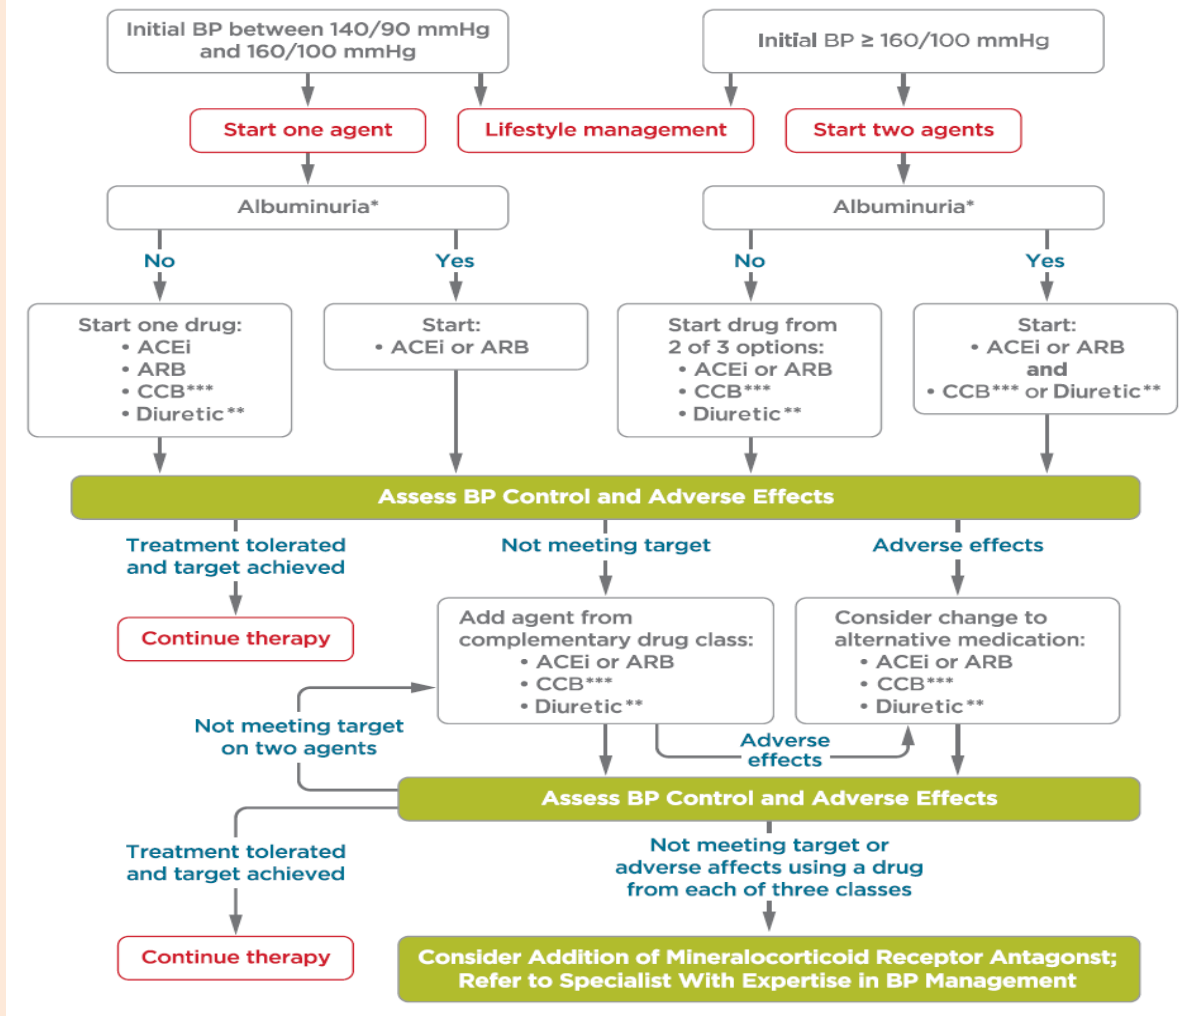 Initial BP between 140/90 mmHg
and 160/100 mmHg
Initial BP ≥ 160/100 mmHg
Start one agent
Lifestyle management
Start two agents
Albuminuria*
Albuminuria*
No
Yes
No
Yes
Start one drug:
• ACEi
• ARB
• CCB***
• Diuretic**
Start:
• ACEi or ARB
Start drug from
2 of 3 options:
• ACEi or ARB
• CCB***
• Diuretic**
Start:
• ACEi or ARB
and
• CCB*** or Diuretic**
Assess BP Control and Adverse Effects
Treatment tolerated
and target achieved
Not meeting target
Adverse effects
Continue therapy
Add agent from
complementary drug class:
• ACEi or ARB
• CCB***
• Diuretic**
Consider change to
alternative medication:
• ACEi or ARB
• CCB***
• Diuretic**
Not meeting target
on two agents
Adverse
effects
Assess BP Control and Adverse Effects
Treatment tolerated
and target achieved
Not meeting target or
adverse affects using a drug
from each of three classes
Continue therapy
Consider Addition of Mineralocorticoid Receptor Antagonst;
Refer to Specialist With Expertise in BP Management